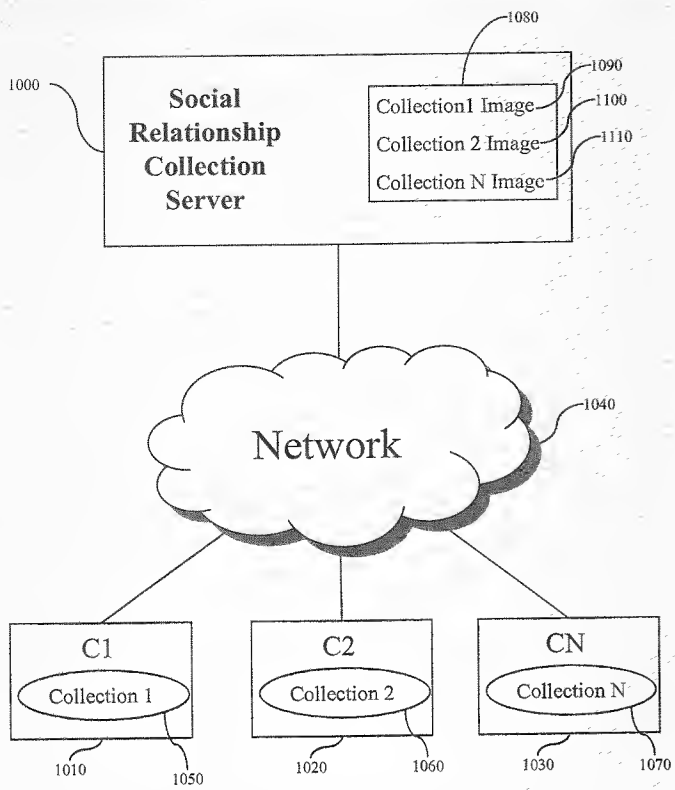 1080
1090
1000
Social
Relationship
Collection
Server
Collection1 Image
1100
Collection 2 Image
1110
Collection N Image
Network
1040
C1
C2
CN
Collection 1
Collection 2
Collection N
1010
1050
1020
1060
1030
1070